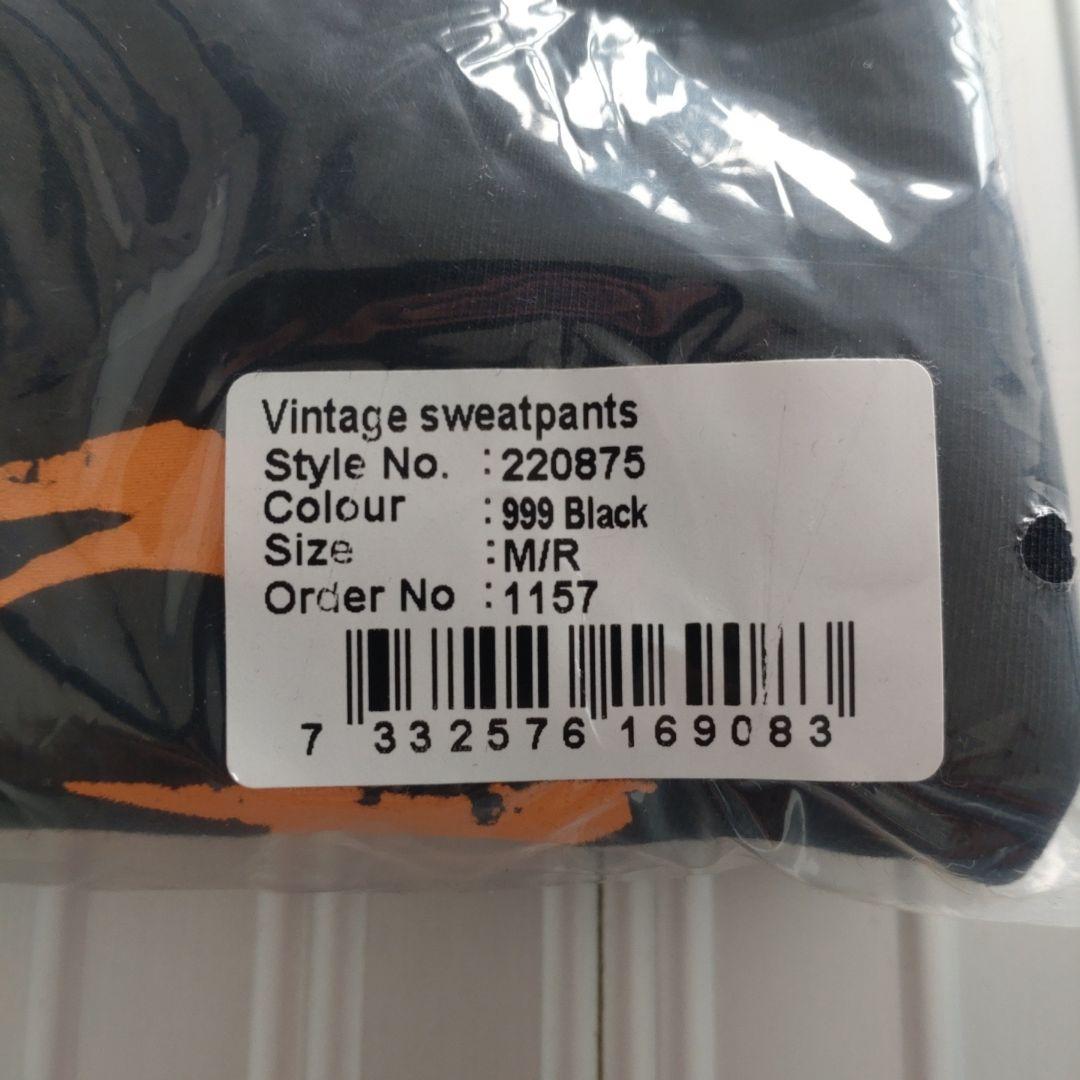 Vintage sweatpants
Style No. : 220875
Colour : 999 Black
Size : M/R
Order No : 1157
7 332576 169083